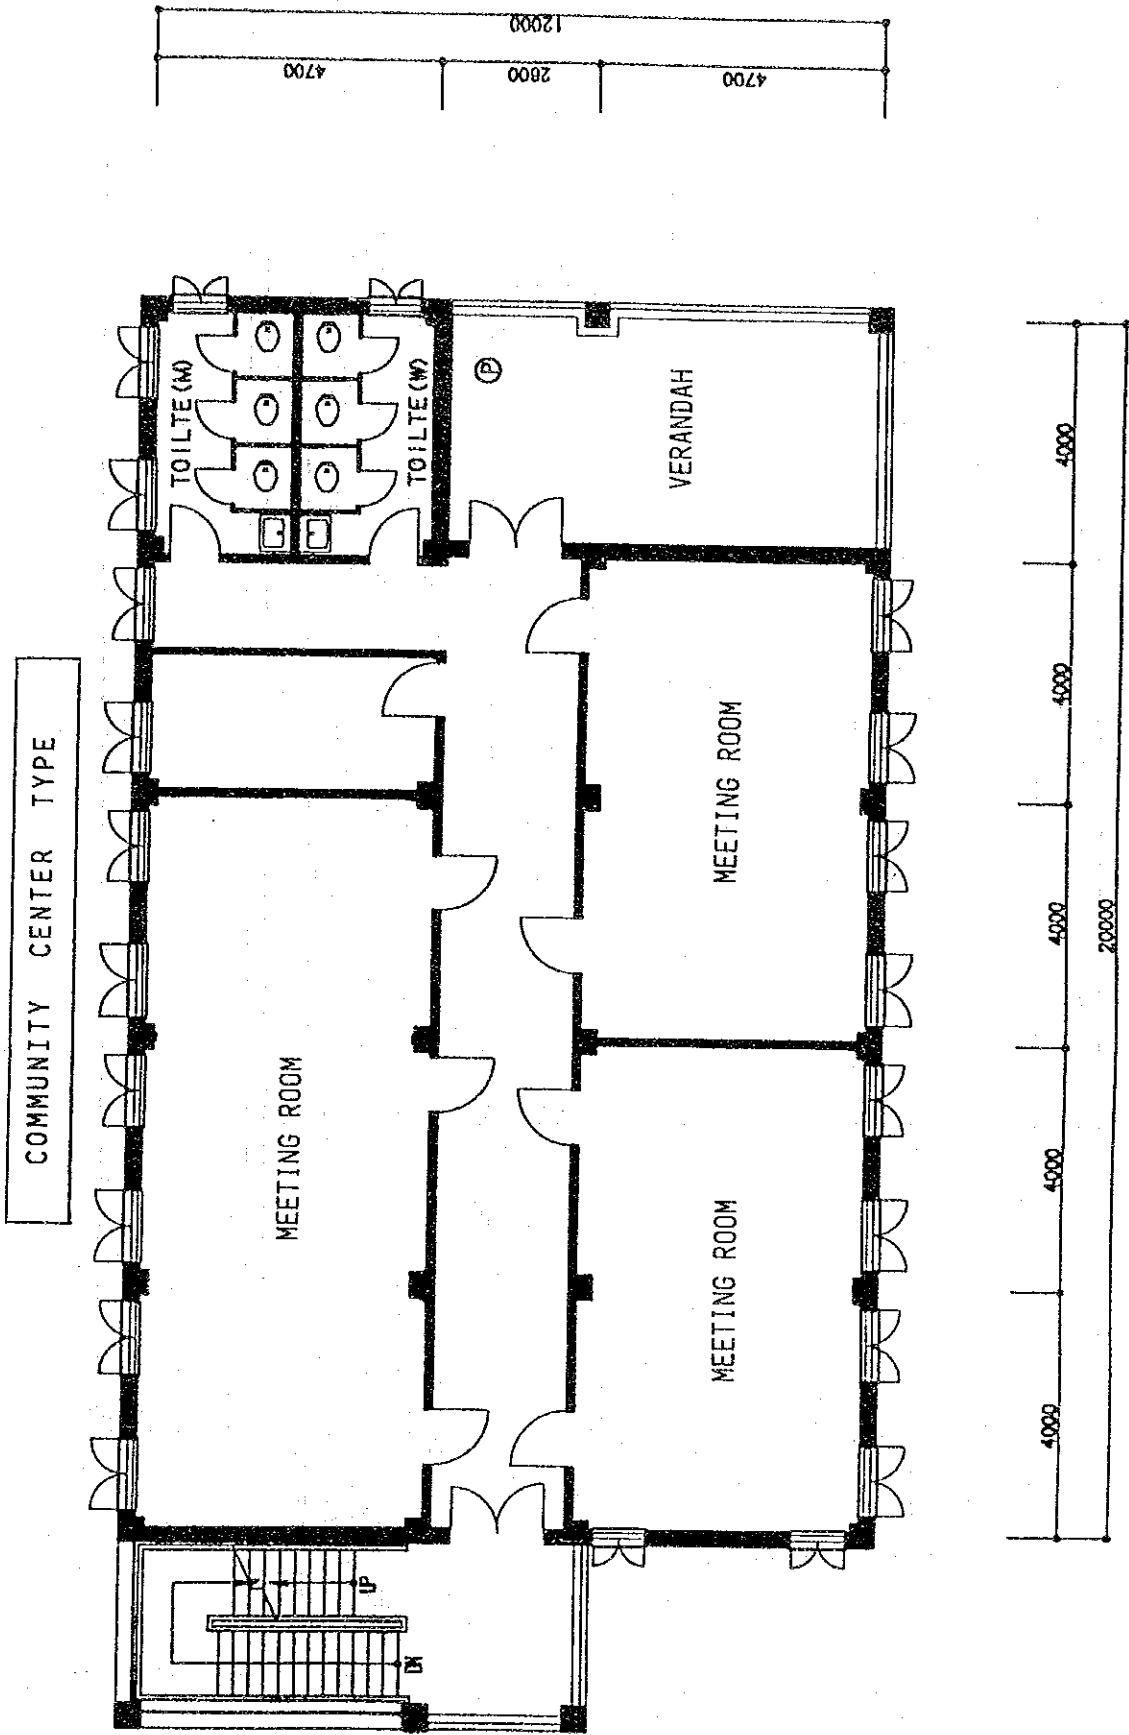 COMMUNITY CENTER TYPE
12000
4700
2800
4700
TOILTE(M)
TOILTE(W)
P
VERANDAH
MEETING ROOM
MEETING ROOM
MEETING ROOM
UP
DN
4000
4000
4000
4000
4000
20000